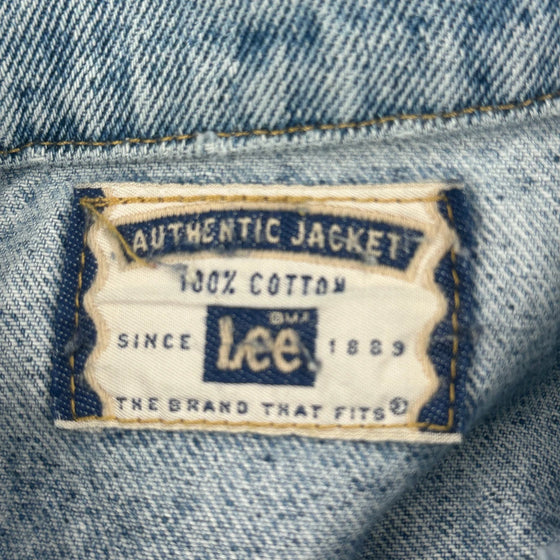 AUTHENTIC JACKET
100% COTTON
SINCE Lee 1889
THE BRAND THAT FITS®